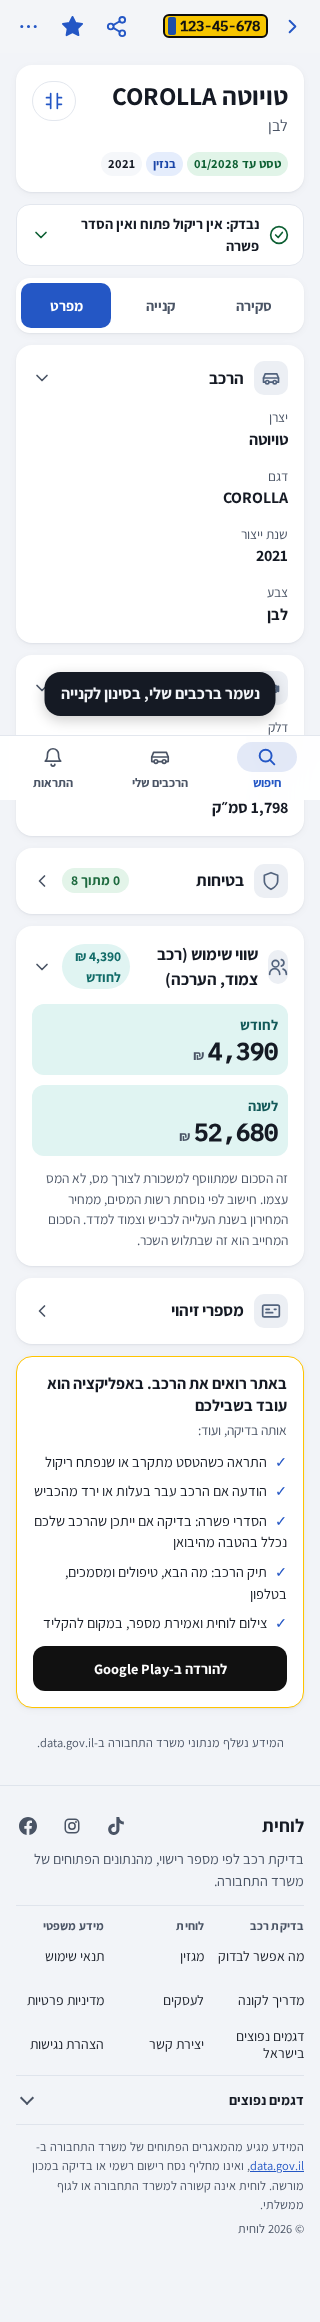 123-45-678
טויוטה COROLLA
לבן
טסט עד 01/2028
בנזין
2021
נבדק: אין ריקול פתוח ואין הסדר
פשרה
סקירה
קנייה
מפרט
הרכב
יצרן
טויוטה
דגם
COROLLA
שנת ייצור
2021
צבע
לבן
נשמר ברכבים שלי, בסינון לקנייה
דלק
חיפוש
הרכבים שלי
התראות
1,798 סמ״ק
בטיחות
0 מתוך 8
שווי שימוש (רכב
צמוד, הערכה)
4,390 ₪
לחודש
לחודש
4,390 ₪
לשנה
52,680 ₪
זה הסכום שמתווסף למשכורת לצורך מס, לא המס
עצמו. חישוב לפי נוסחת רשות המסים, ממחיר
המחירון בשנת העלייה לכביש וצמוד למדד. הסכום
המחייב הוא זה שבתלוש השכר.
מספרי זיהוי
באתר רואים את הרכב. באפליקציה הוא
עובד בשבילכם
אותה בדיקה, ועוד:
✓ התראה כשהטסט מתקרב או שנפתח ריקול
✓ הודעה אם הרכב עבר בעלות או ירד מהכביש
✓ הסדרי פשרה: בדיקה אם ייתכן שהרכב שלכם
נכלל בהטבה מהיבואן
✓ תיק הרכב: מה הבא, טיפולים ומסמכים,
בטלפון
✓ צילום לוחית ואמירת מספר, במקום להקליד
להורדה ב-Google Play
המידע נשלף מנתוני משרד התחבורה ב-data.gov.il.
לוחית
בדיקת רכב לפי מספר רישוי, מהנתונים הפתוחים של
משרד התחבורה.
בדיקת רכב
לוחית
מידע משפטי
מה אפשר לבדוק
מגזין
תנאי שימוש
מדריך לקונה
לעסקים
מדיניות פרטיות
דגמים נפוצים
בישראל
יצירת קשר
הצהרת נגישות
דגמים נפוצים
המידע מגיע מהמאגרים הפתוחים של משרד התחבורה ב-
data.gov.il, ואינו מחליף נסח רישום רשמי או בדיקה במכון
מורשה. לוחית אינה קשורה למשרד התחבורה או לגוף
ממשלתי.
© 2026 לוחית